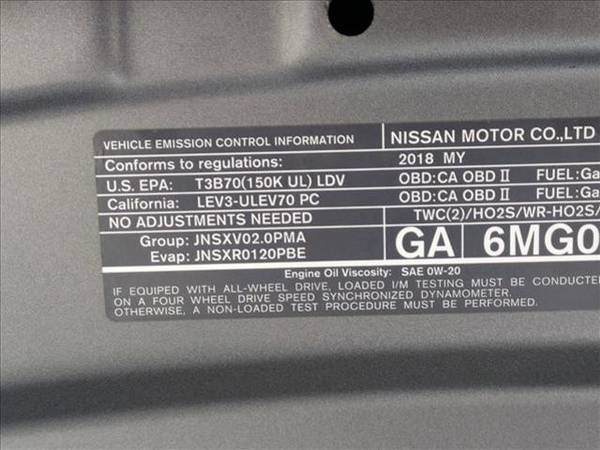 VEHICLE EMISSION CONTROL INFORMATION NISSAN MOTOR CO.,LTD
Conforms to regulations: 2018 MY
U.S. EPA: T3B70(150K UL) LDV OBD:CA OBD II FUEL:Ga
California: LEV3-ULEV70 PC OBD:CA OBD II FUEL:Ga
NO ADJUSTMENTS NEEDED TWC(2)/HO2S/WR-HO2S/
Group: JNSXV02.0PMA
Evap: JNSXR0120PBE
GA 6MG0
Engine Oil Viscosity: SAE 0W-20
IF EQUIPED WITH ALL-WHEEL DRIVE, LOADED I/M TESTING MUST BE CONDUCTE
ON A FOUR WHEEL DRIVE SPEED SYNCHRONIZED DYNAMOMETER.
OTHERWISE, A NON-LOADED TEST PROCEDURE MUST BE PERFORMED.